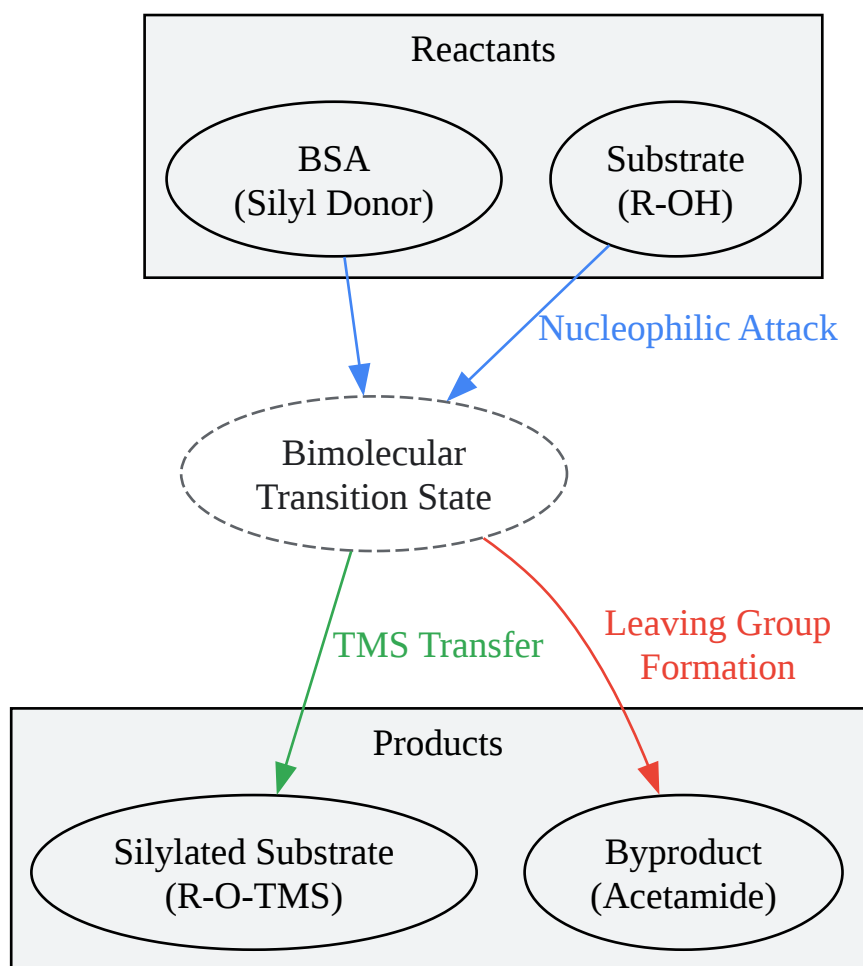 Reactants
BSA
(Silyl Donor)
Substrate
(R-OH)
Nucleophilic Attack
Bimolecular
Transition State
TMS Transfer
Leaving Group
Formation
Products
Silylated Substrate
(R-O-TMS)
Byproduct
(Acetamide)